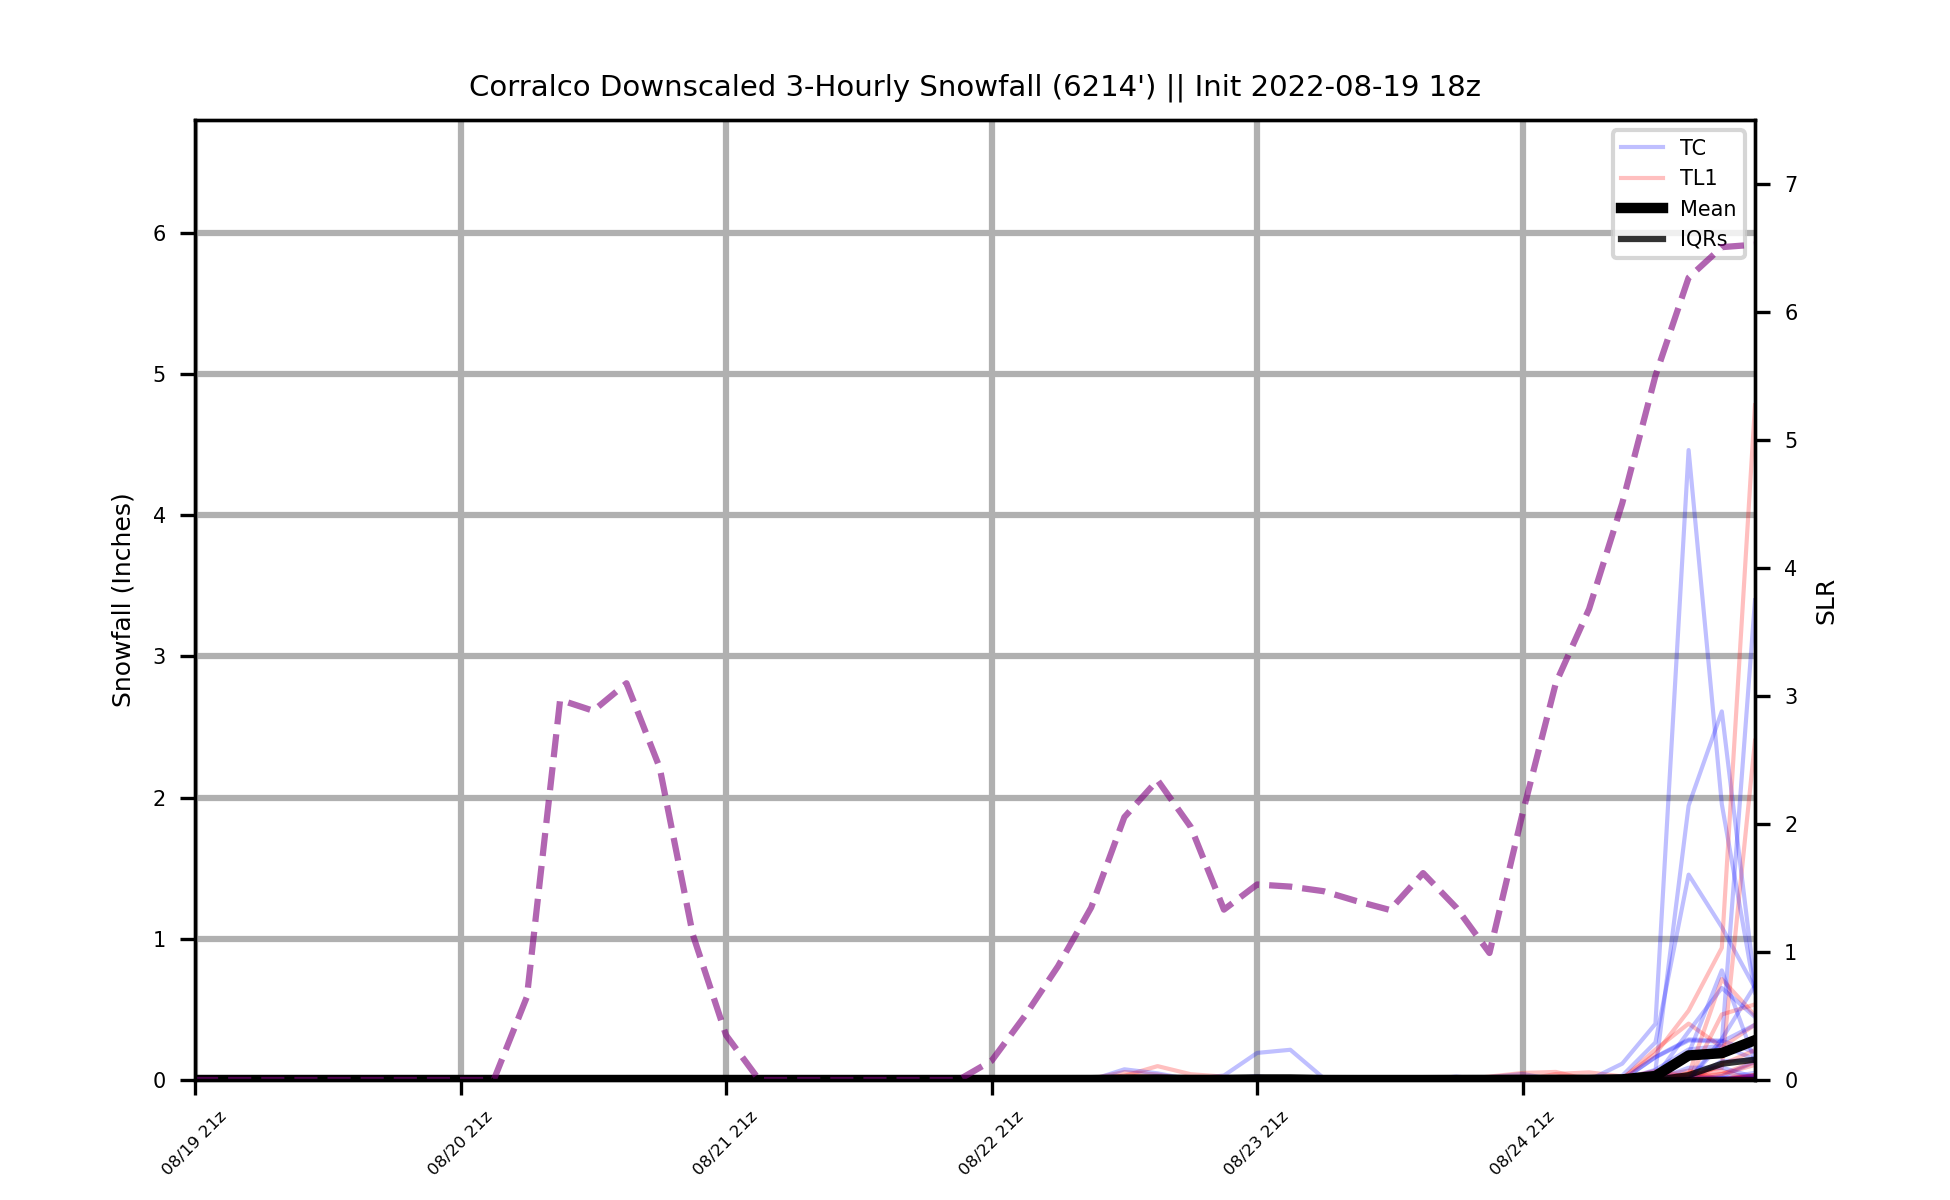 Corralco Downscaled 3-Hourly Snowfall (6214') || Init 2022-08-19 18z
TC
TL1
Mean
IQRs
Snowfall (Inches)
6
5
4
3
2
1
0
7
6
5
4
3
2
1
0
SLR
08/19 21z
08/20 21z
08/21 21z
08/22 21z
08/23 21z
08/24 21z